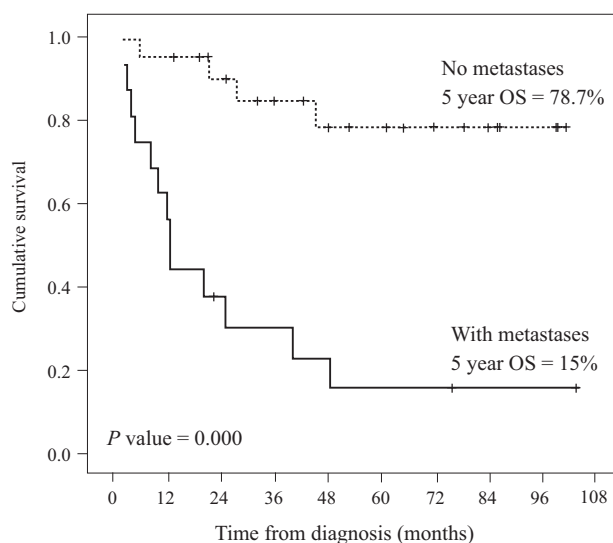 1.0
0.8
0.6
0.4
0.2
0.0
Cumulative survival
No metastases
5 year OS = 78.7%
With metastases
5 year OS = 15%
P value = 0.000
0 12 24 36 48 60 72 84 96 108
Time from diagnosis (months)